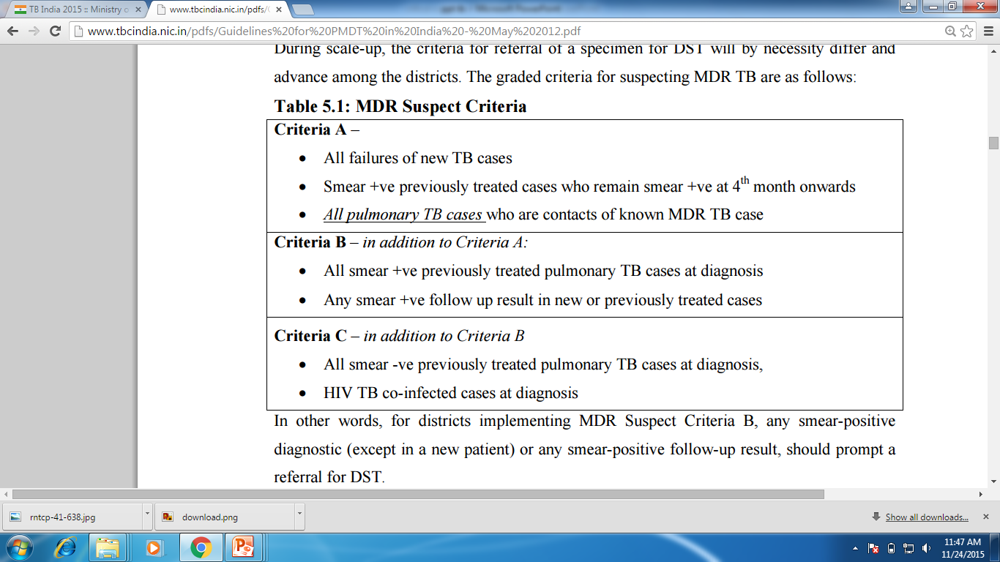 TB India 2015 :: Ministry o
www.tbcindia.nic.in/pdfs/G
www.tbcindia.nic.in/pdfs/Guidelines%20for%20PMDT%20in%20India%20-%20May%202012.pdf
During scale-up, the criteria for referral of a specimen for DST will by necessity differ and
advance among the districts. The graded criteria for suspecting MDR TB are as follows:
Table 5.1: MDR Suspect Criteria
Criteria A –
• All failures of new TB cases
• Smear +ve previously treated cases who remain smear +ve at 4th month onwards
• All pulmonary TB cases who are contacts of known MDR TB case
Criteria B – in addition to Criteria A:
• All smear +ve previously treated pulmonary TB cases at diagnosis
• Any smear +ve follow up result in new or previously treated cases
Criteria C – in addition to Criteria B
• All smear -ve previously treated pulmonary TB cases at diagnosis,
• HIV TB co-infected cases at diagnosis
In other words, for districts implementing MDR Suspect Criteria B, any smear-positive
diagnostic (except in a new patient) or any smear-positive follow-up result, should prompt a
referral for DST.
rntcp-41-638.jpg
download.png
Show all downloads...
11:47 AM
11/24/2015